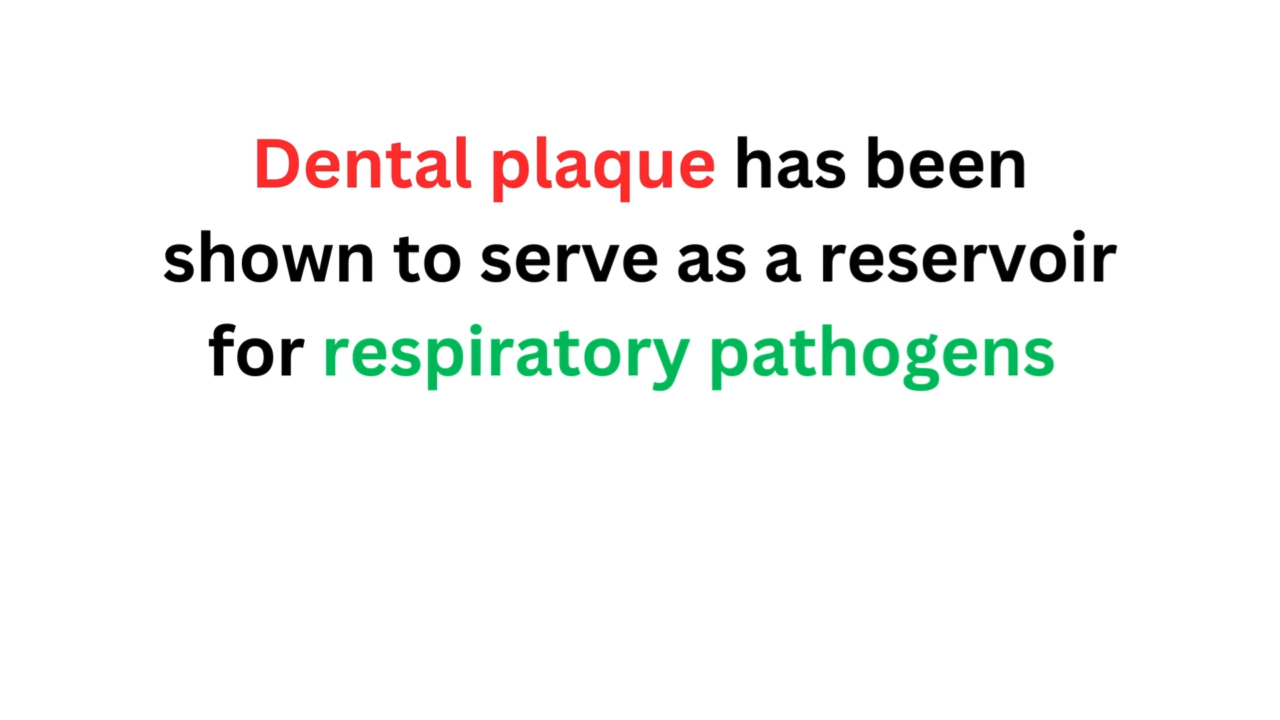 Dental plaque has been
shown to serve as a reservoir
for respiratory pathogens